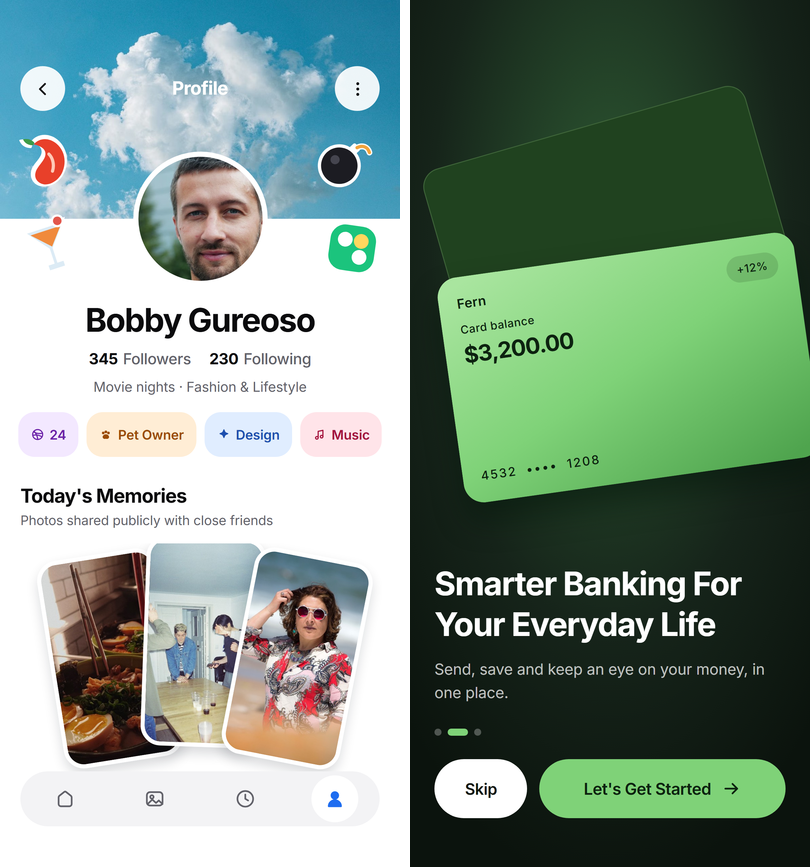 Profile
Bobby Gureoso
345 Followers 230 Following
Movie nights · Fashion & Lifestyle
24
Pet Owner
Design
Music
Today's Memories
Photos shared publicly with close friends
+12%
Fern
Card balance
$3,200.00
4532 •••• 1208
Smarter Banking For
Your Everyday Life
Send, save and keep an eye on your money, in
one place.
Skip
Let's Get Started